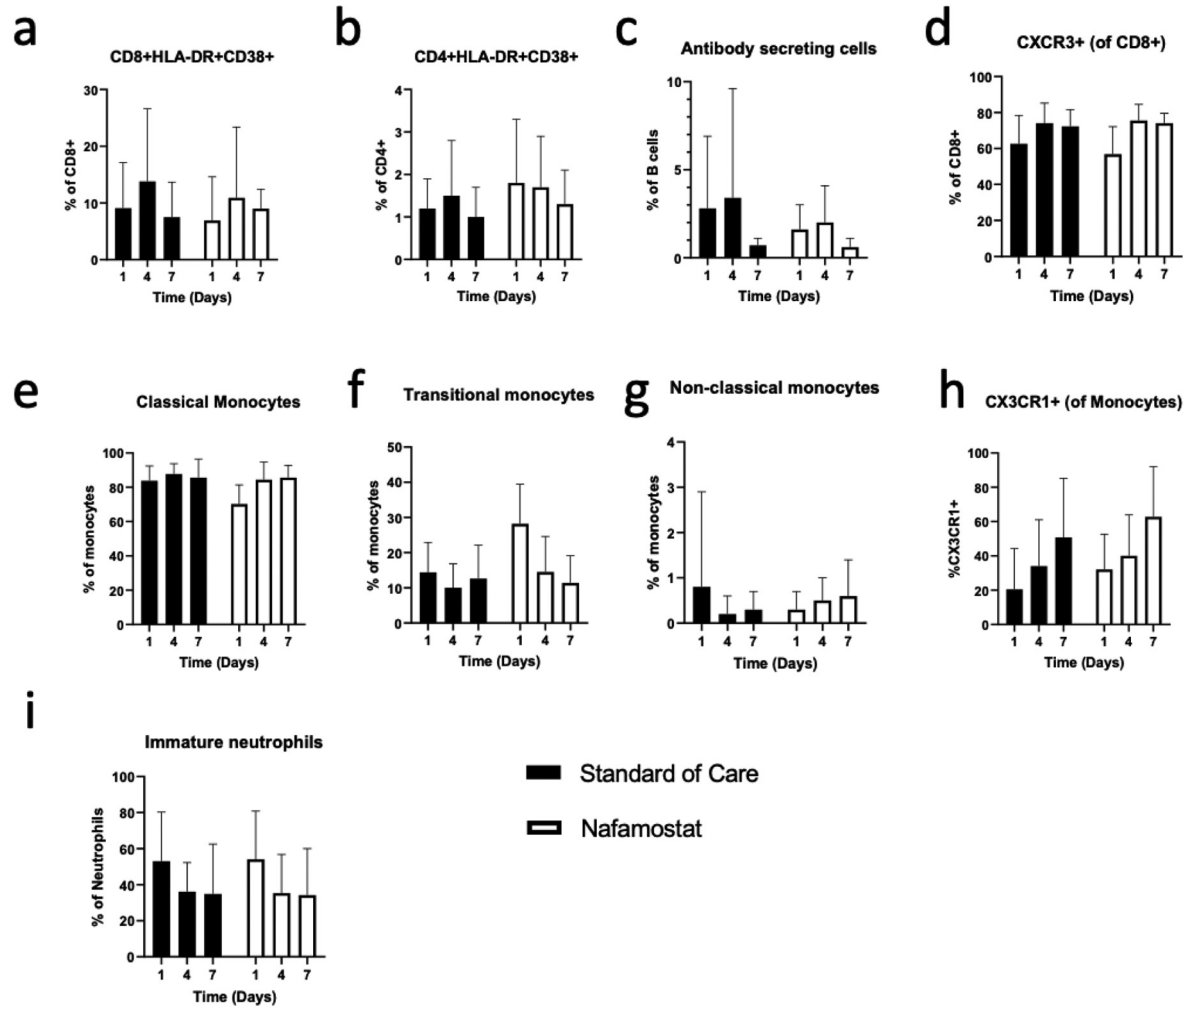 a
CD8+HLA-DR+CD38+
% of CD8+
30
20
10
0
1 4 7 1 4 7
Time (Days)
b
CD4+HLA-DR+CD38+
% of CD4+
4
3
2
1
0
1 4 7 1 4 7
Time (Days)
c
Antibody secreting cells
% of B cells
10
5
0
1 4 7 1 4 7
Time (Days)
d
CXCR3+ (of CD8+)
% of CD8+
100
80
60
40
20
0
1 4 7 1 4 7
Time (Days)
e
Classical Monocytes
% of monocytes
100
80
60
40
20
0
1 4 7 1 4 7
Time (Days)
f
Transitional monocytes
% of monocytes
50
40
30
20
10
0
1 4 7 1 4 7
Time (Days)
g
Non-classical monocytes
% of monocytes
4
3
2
1
0
1 4 7 1 4 7
Time (Days)
h
CX3CR1+ (of Monocytes)
%CX3CR1+
100
80
60
40
20
0
1 4 7 1 4 7
Time (Days)
i
Immature neutrophils
% of Neutrophils
100
80
60
40
20
0
1 4 7 1 4 7
Time (Days)
Standard of Care
Nafamostat